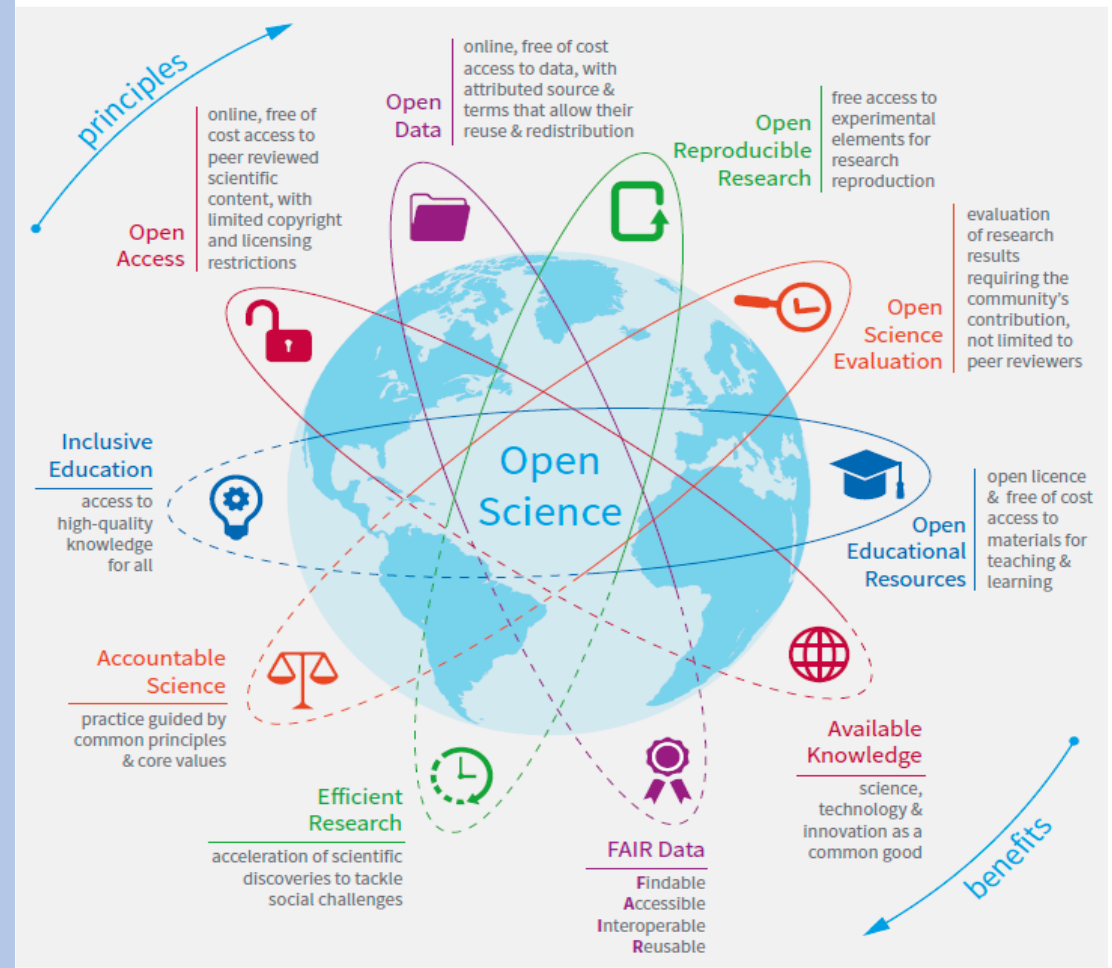 principles
Open
Access
online, free of
cost access to
peer reviewed
scientific
content, with
limited copyright
and licensing
restrictions
Open
Data
online, free of cost
access to data, with
attributed source &
terms that allow their
reuse & redistribution
Open
Reproducible
Research
free access to
experimental
elements for
research
reproduction
Open
Science
Evaluation
evaluation
of research
results
requiring the
community's
contribution,
not limited to
peer reviewers
Open
Science
Inclusive
Education
access to
high-quality
knowledge
for all
Open
Educational
Resources
open licence
& free of cost
access to
materials for
teaching &
learning
Accountable
Science
practice guided by
common principles
& core values
Efficient
Research
acceleration of scientific
discoveries to tackle
social challenges
FAIR Data
Findable
Accessible
Interoperable
Reusable
Available
Knowledge
science,
technology &
innovation as a
common good
benefits